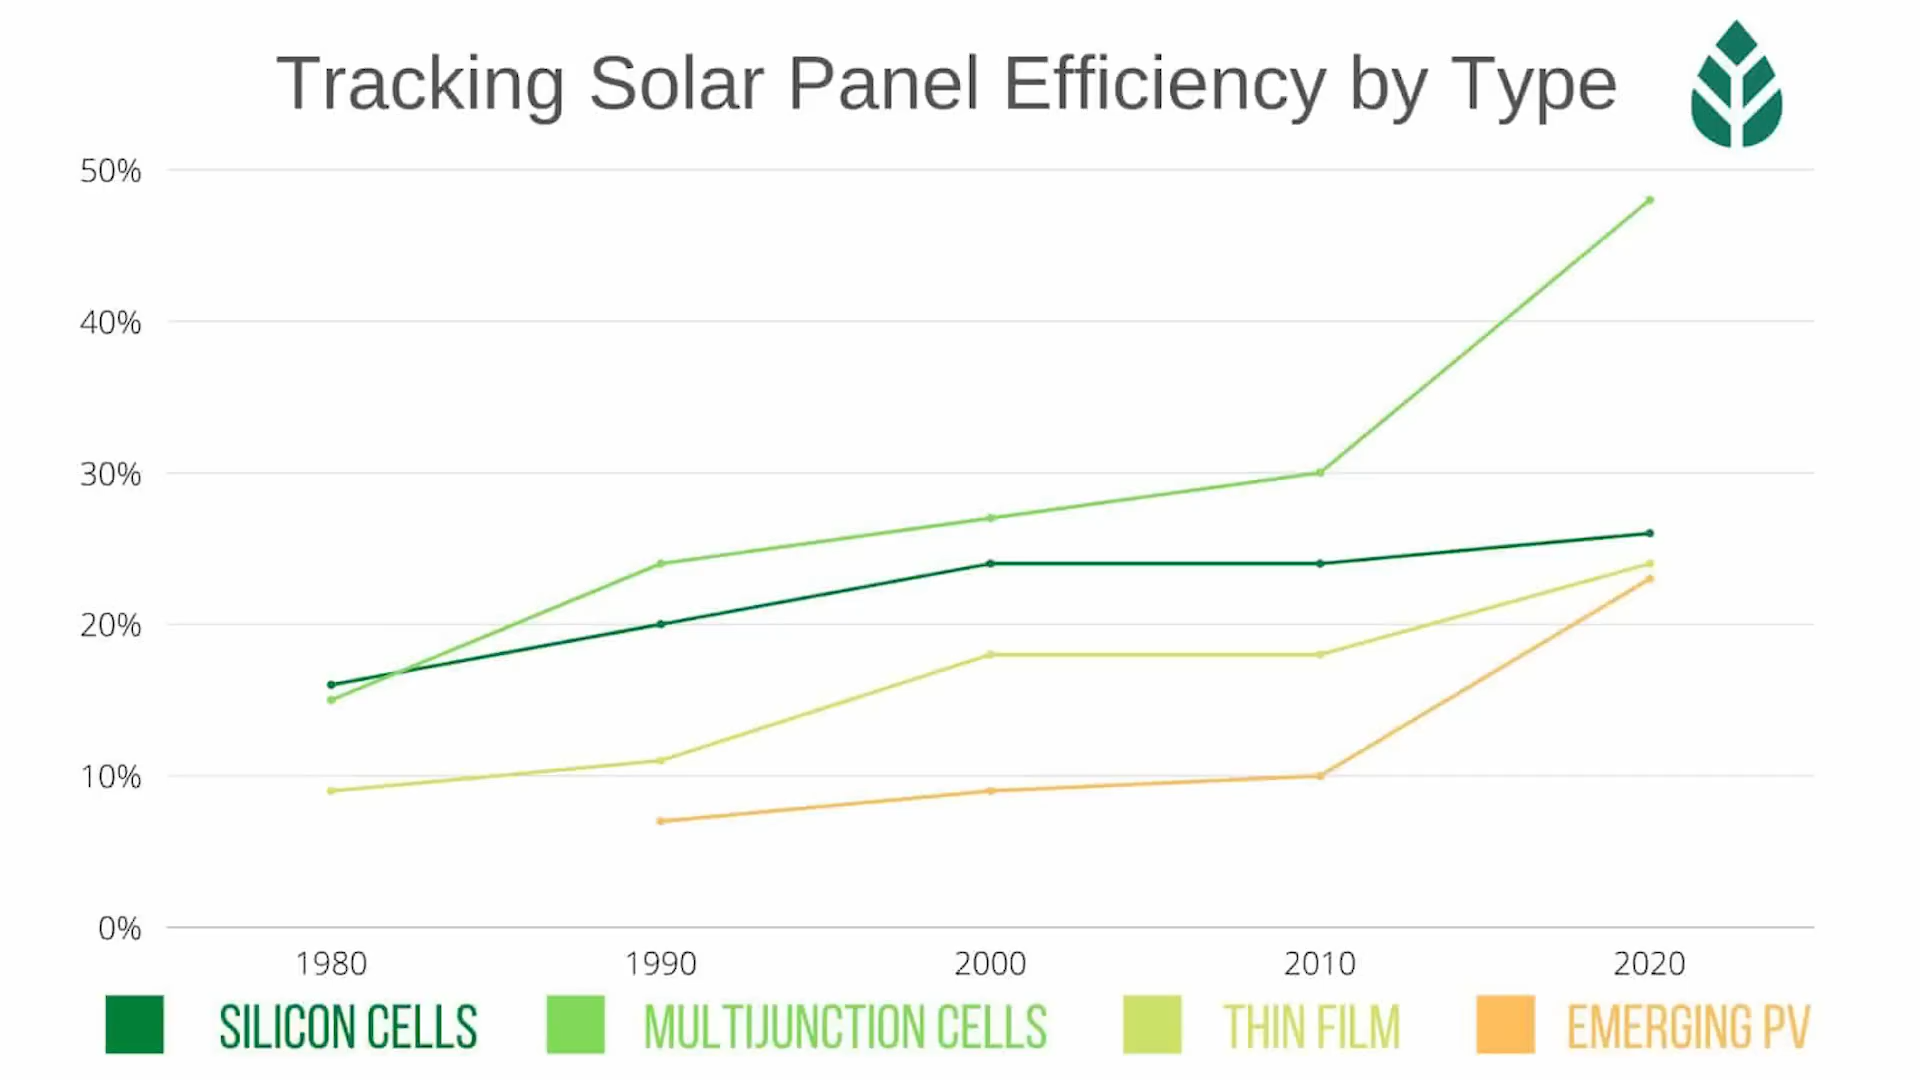 Tracking Solar Panel Efficiency by Type
50%
40%
30%
20%
10%
0%
1980 1990 2000 2010 2020
SILICON CELLS MULTIJUNCTION CELLS THIN FILM EMERGING PV